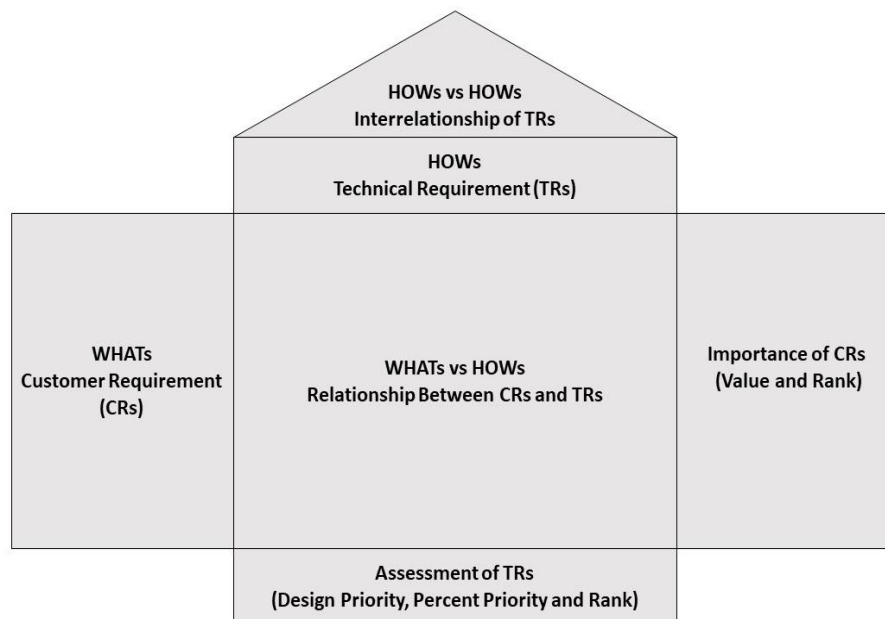 HOWs vs HOWs
Interrelationship of TRs
HOWs
Technical Requirement (TRs)
WHATs
Customer Requirement
(CRs)
WHATs vs HOWs
Relationship Between CRs and TRs
Importance of CRs
(Value and Rank)
Assessment of TRs
(Design Priority, Percent Priority and Rank)